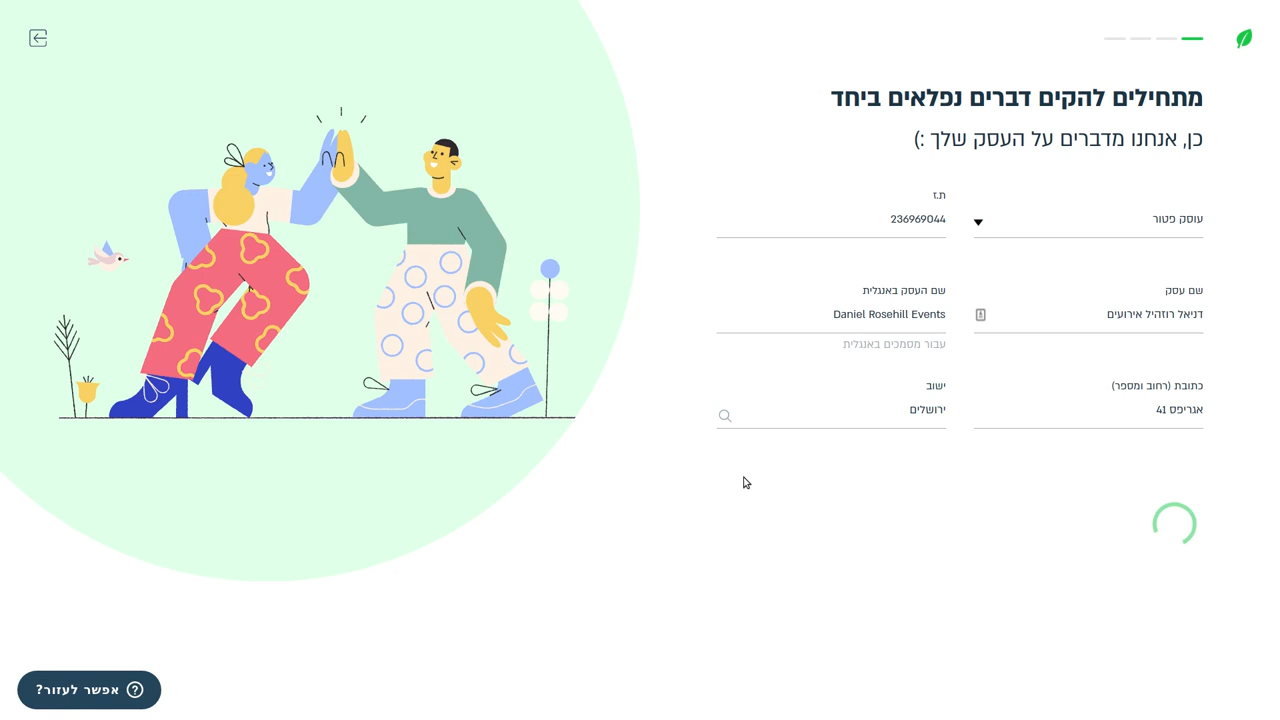 מתחילים להקים דברים נפלאים ביחד
כן, אנחנו מדברים על העסק שלך :)
עוסק פטור
ת.ז
236969044
שם עסק
דניאל רוזהיל אירועים
שם העסק באנגלית
Daniel Rosehill Events
עבור מסמכים באנגלית
כתובת (רחוב ומספר)
אגריפס 41
ישוב
ירושלים
אפשר לעזור?